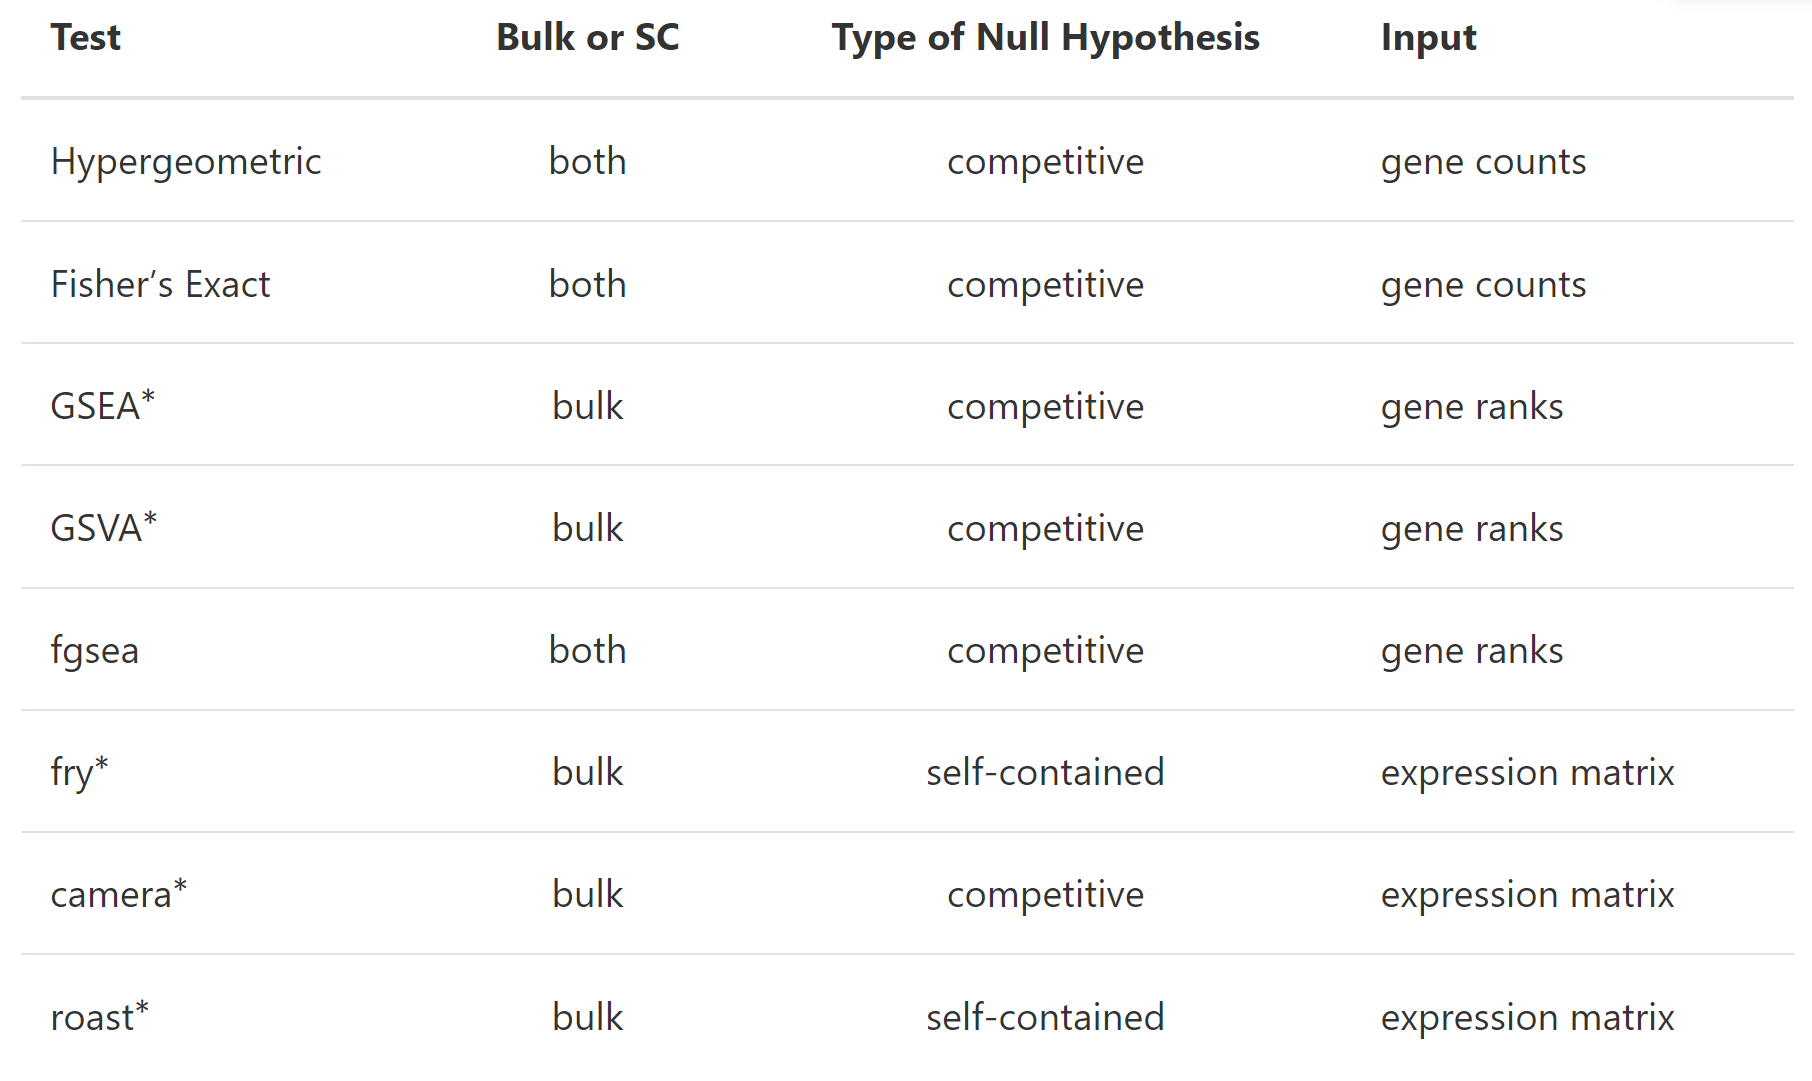 Test Bulk or SC Type of Null Hypothesis Input
Hypergeometric both competitive gene counts
Fisher’s Exact both competitive gene counts
GSEA* bulk competitive gene ranks
GSVA* bulk competitive gene ranks
fgsea both competitive gene ranks
fry* bulk self-contained expression matrix
camera* bulk competitive expression matrix
roast* bulk self-contained expression matrix